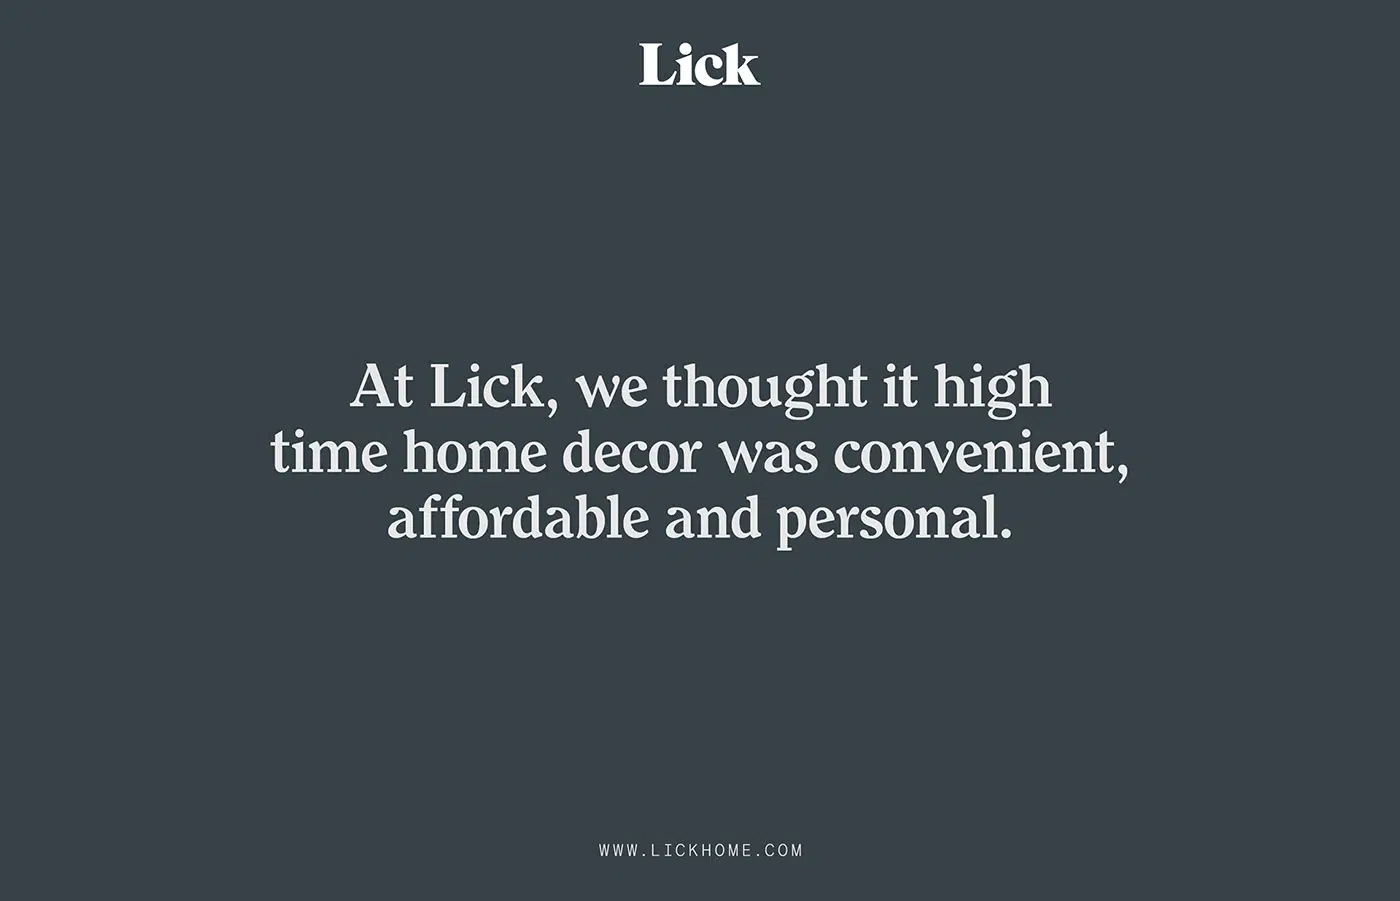 Lick
At Lick, we thought it high
time home decor was convenient,
affordable and personal.
WWW.LICKHOME.COM